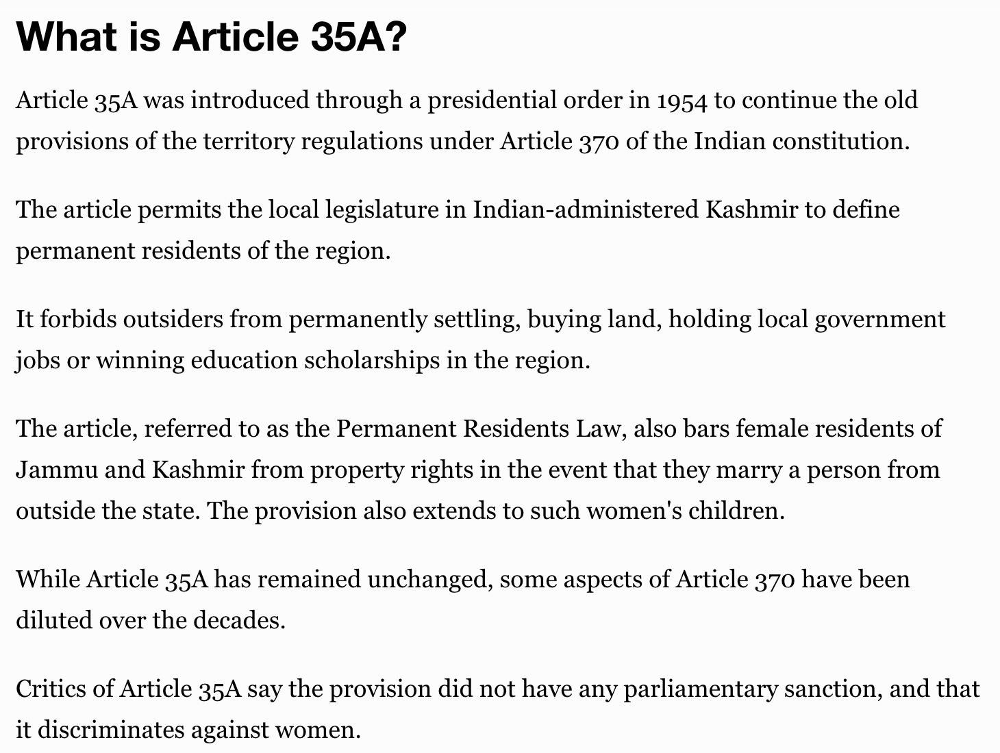 What is Article 35A?
Article 35A was introduced through a presidential order in 1954 to continue the old
provisions of the territory regulations under Article 370 of the Indian constitution.
The article permits the local legislature in Indian-administered Kashmir to define
permanent residents of the region.
It forbids outsiders from permanently settling, buying land, holding local government
jobs or winning education scholarships in the region.
The article, referred to as the Permanent Residents Law, also bars female residents of
Jammu and Kashmir from property rights in the event that they marry a person from
outside the state. The provision also extends to such women's children.
While Article 35A has remained unchanged, some aspects of Article 370 have been
diluted over the decades.
Critics of Article 35A say the provision did not have any parliamentary sanction, and that
it discriminates against women.